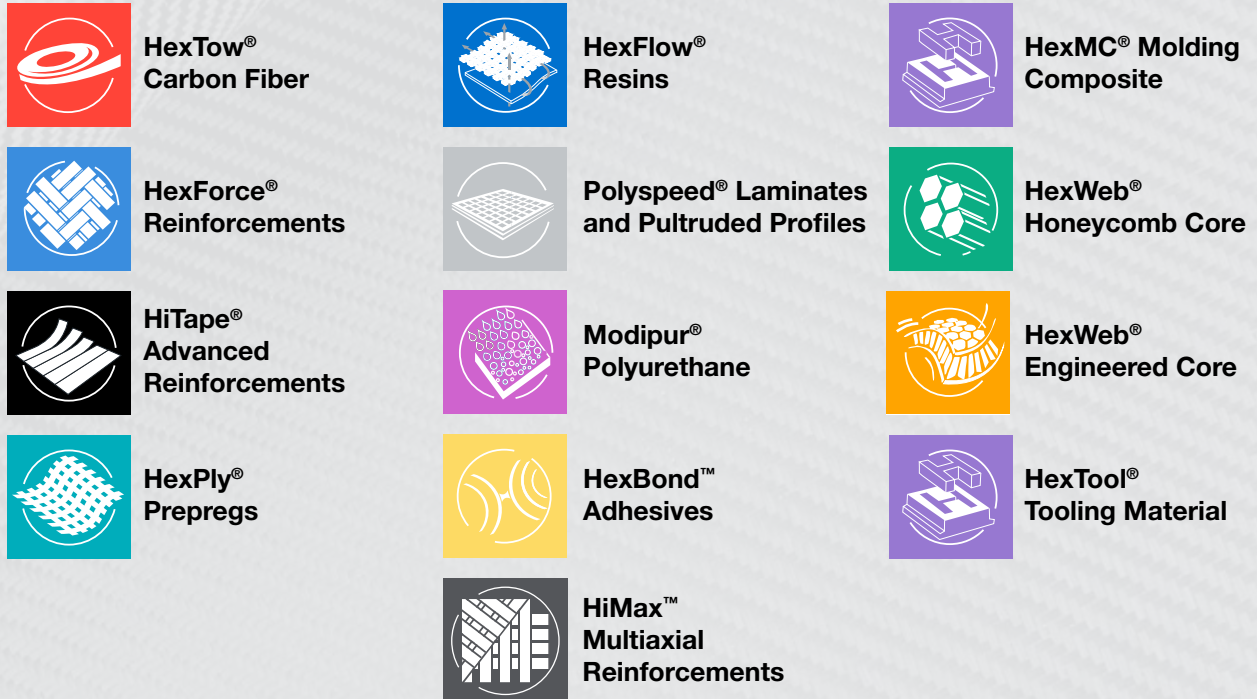 HexTow®
Carbon Fiber
HexForce®
Reinforcements
HiTape®
Advanced
Reinforcements
HexPly®
Prepregs
HexFlow®
Resins
Polyspeed® Laminates
and Pultruded Profiles
Modipur®
Polyurethane
HexBond™
Adhesives
HiMax™
Multiaxial
Reinforcements
HexMC® Molding
Composite
HexWeb®
Honeycomb Core
HexWeb®
Engineered Core
HexTool®
Tooling Material